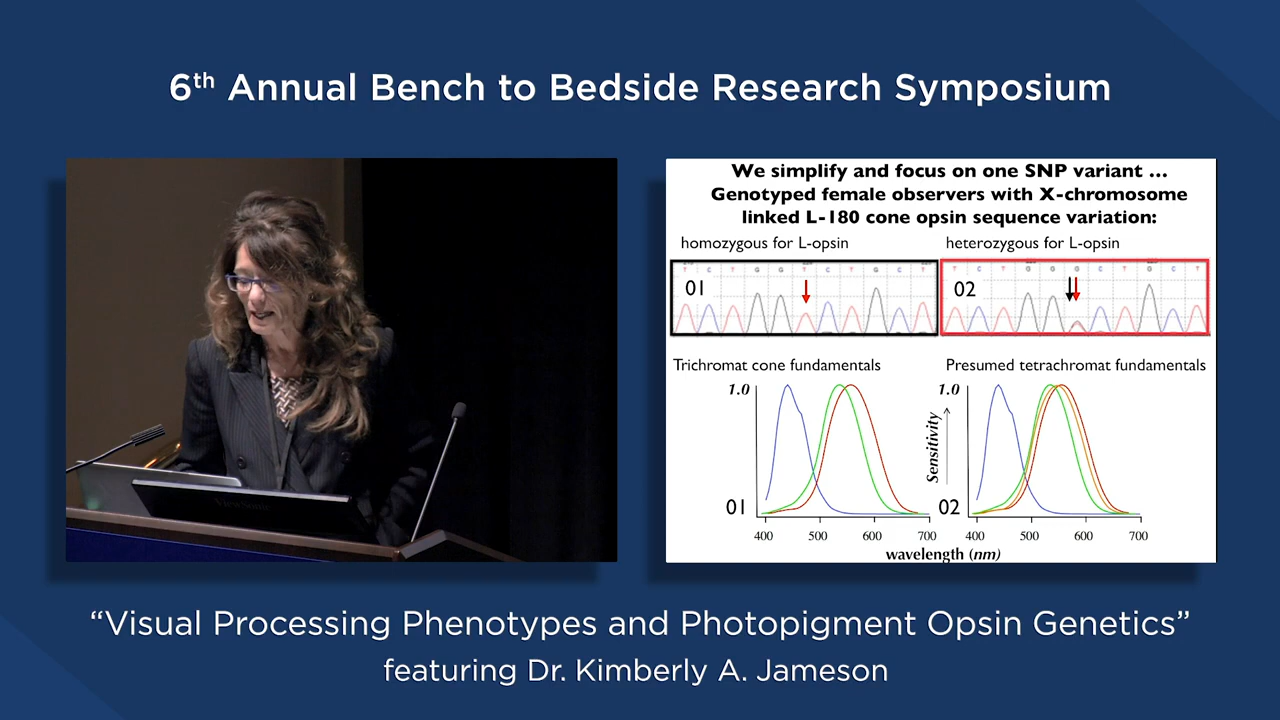 6th Annual Bench to Bedside Research Symposium
We simplify and focus on one SNP variant ...
Genotyped female observers with X-chromosome
linked L-180 cone opsin sequence variation:
homozygous for L-opsin
heterozygous for L-opsin
T C T G G T C T G C T
01
T C T G G G C T G C T
02
Trichromat cone fundamentals
Presumed tetrachromat fundamentals
1.0
01
400 500 600 700
1.0
Sensitivity
02
400 500 600 700
wavelength (nm)
ViewSonic
“Visual Processing Phenotypes and Photopigment Opsin Genetics”
featuring Dr. Kimberly A. Jameson